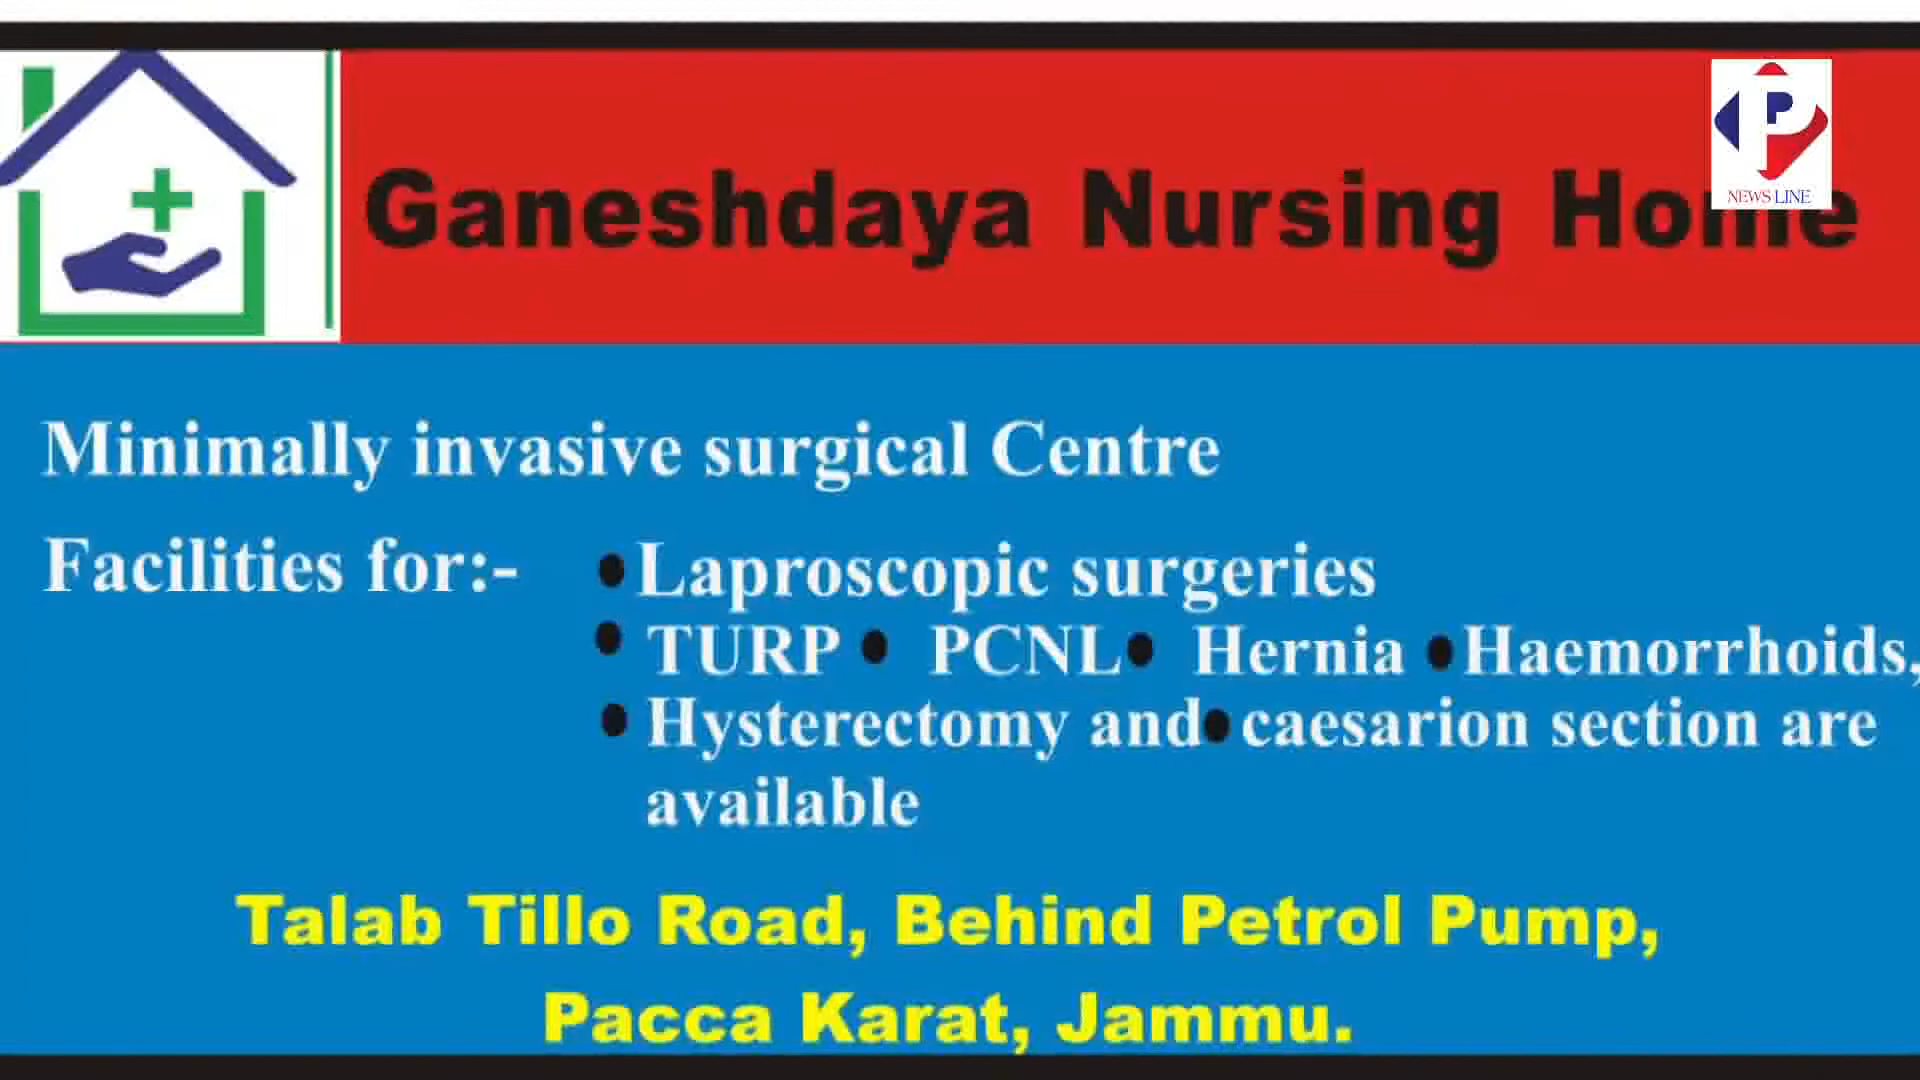 Ganeshdaya Nursing Home
P
NEWS LINE
Minimally invasive surgical Centre
Facilities for:-
• Laproscopic surgeries
• TURP • PCNL • Hernia • Haemorrhoids,
• Hysterectomy and • caesarion section are
available
Talab Tillo Road, Behind Petrol Pump,
Pacca Karat, Jammu.